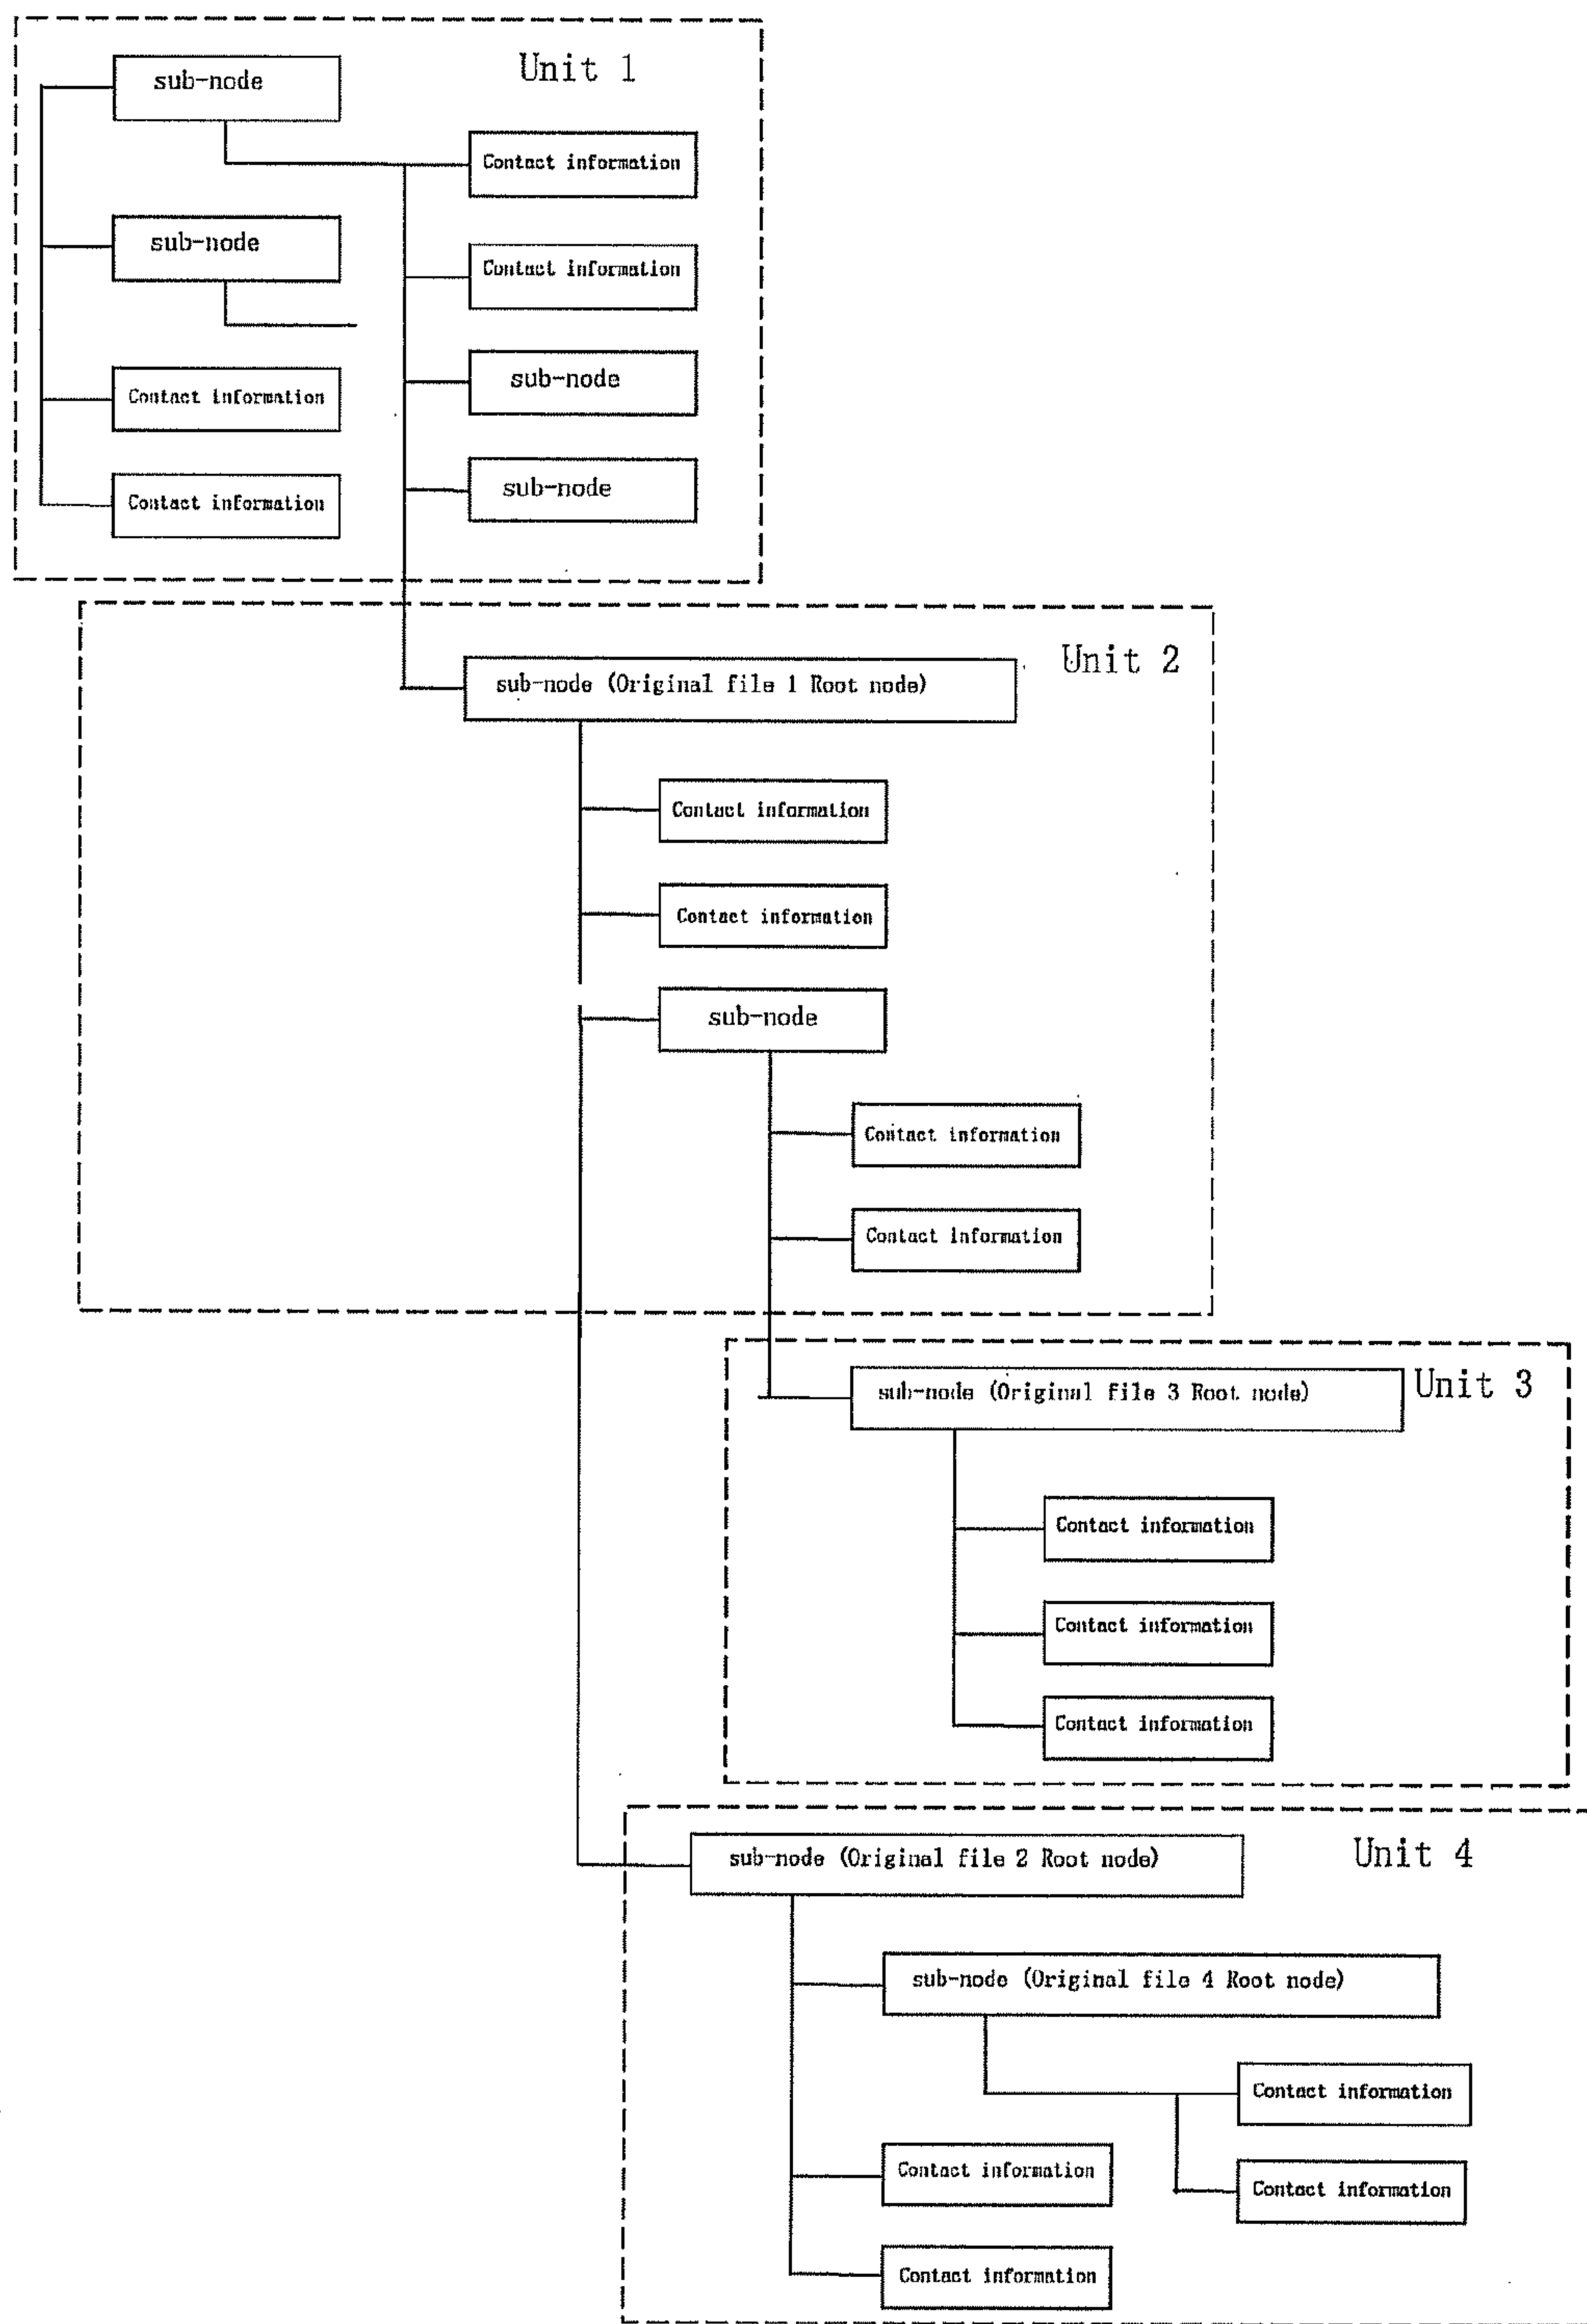 Unit 1
sub-node
Contact information
sub-node
Contact information
sub-node
Contact information
sub-node
Contact information
Unit 2
sub-node (Original file 1 Root node)
Contact information
Contact information
sub-node
Contact information
Contact information
Unit 3
sub-node (Original file 3 Root node)
Contact information
Contact information
Contact information
Unit 4
sub-node (Original file 2 Root node)
sub-node (Original file 4 Root node)
Contact information
Contact information
Contact information
Contact information